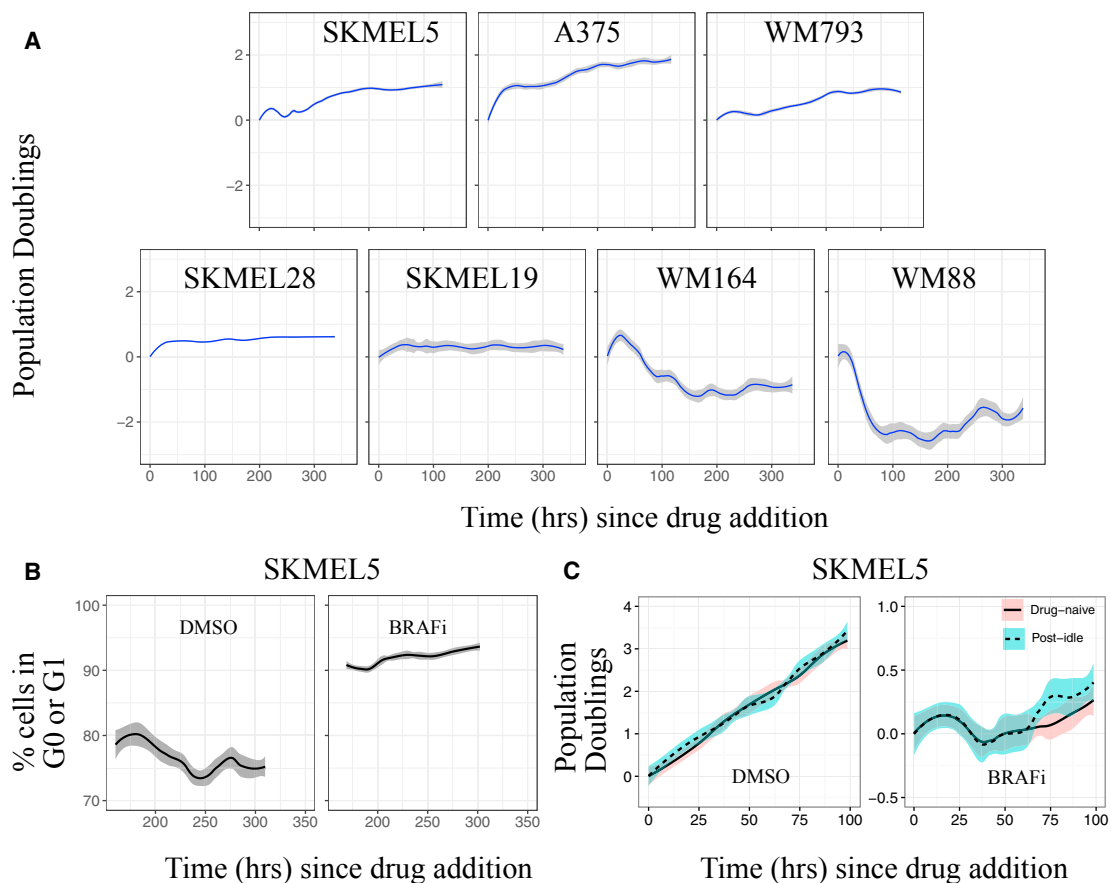 A
SKMEL5
A375
WM793
2
0
−2
Population Doublings
SKMEL28
SKMEL19
WM164
WM88
2
0
−2
0 100 200 300
0 100 200 300
0 100 200 300
0 100 200 300
Time (hrs) since drug addition
B
SKMEL5
DMSO
BRAFi
100
90
80
70
% cells in
G0 or G1
200 250 300 350
200 250 300 350
Time (hrs) since drug addition
C
SKMEL5
Drug−naive
Post−idle
4
3
2
1
0
1.0
0.5
0.0
−0.5
Population
Doublings
DMSO
BRAFi
0 25 50 75 100
0 25 50 75 100
Time (hrs) since drug addition